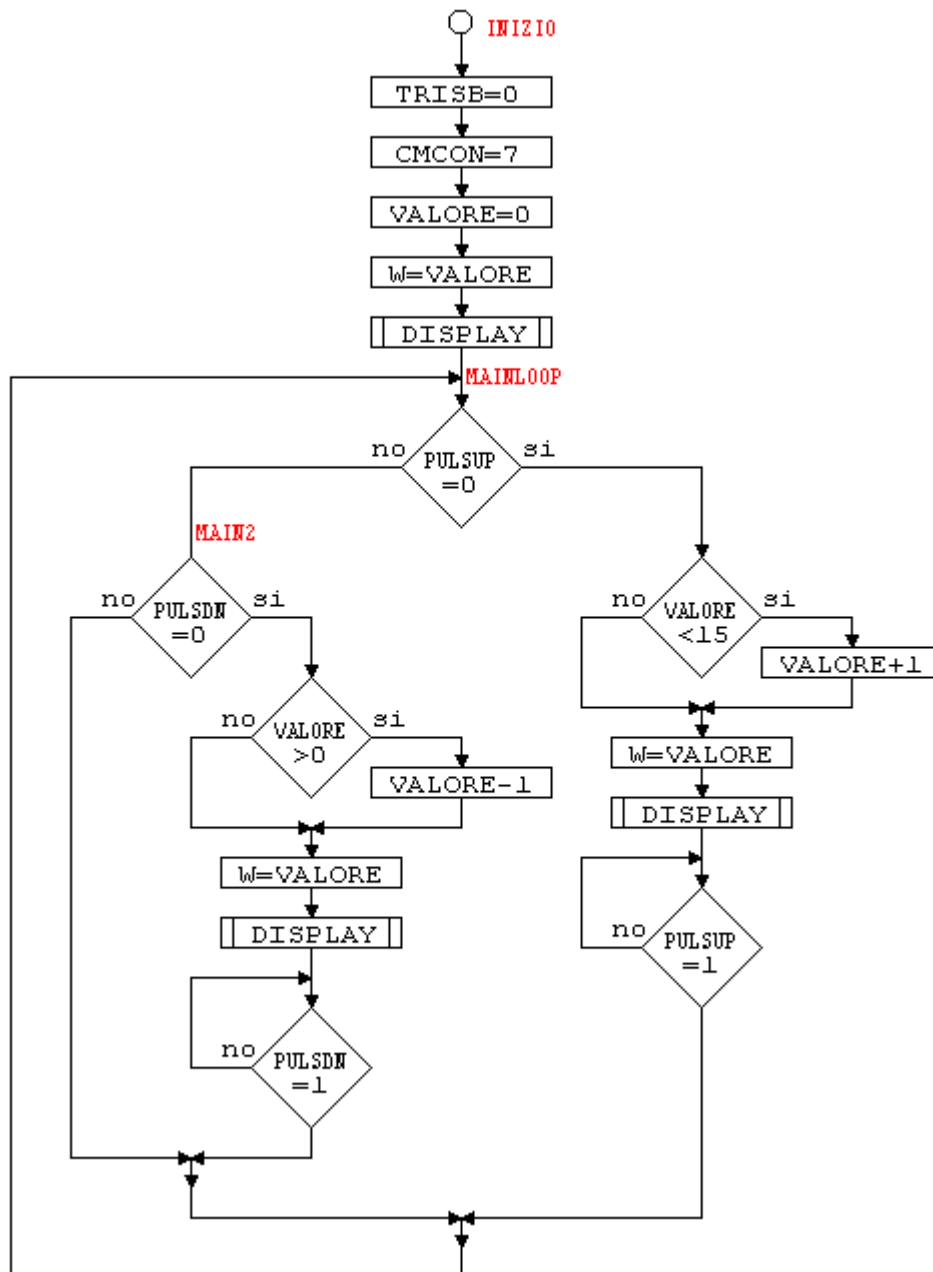 INIZIO
TRISB=0
CMCON=7
VALORE=0
W=VALORE
DISPLAY
MAINLOOP
no
PULSUP
=0
si
MAIN2
no
PULSDN
=0
si
no
VALORE
<15
si
VALORE+1
no
VALORE
>0
si
VALORE-1
W=VALORE
DISPLAY
W=VALORE
DISPLAY
no
PULSUP
=1
no
PULSDN
=1